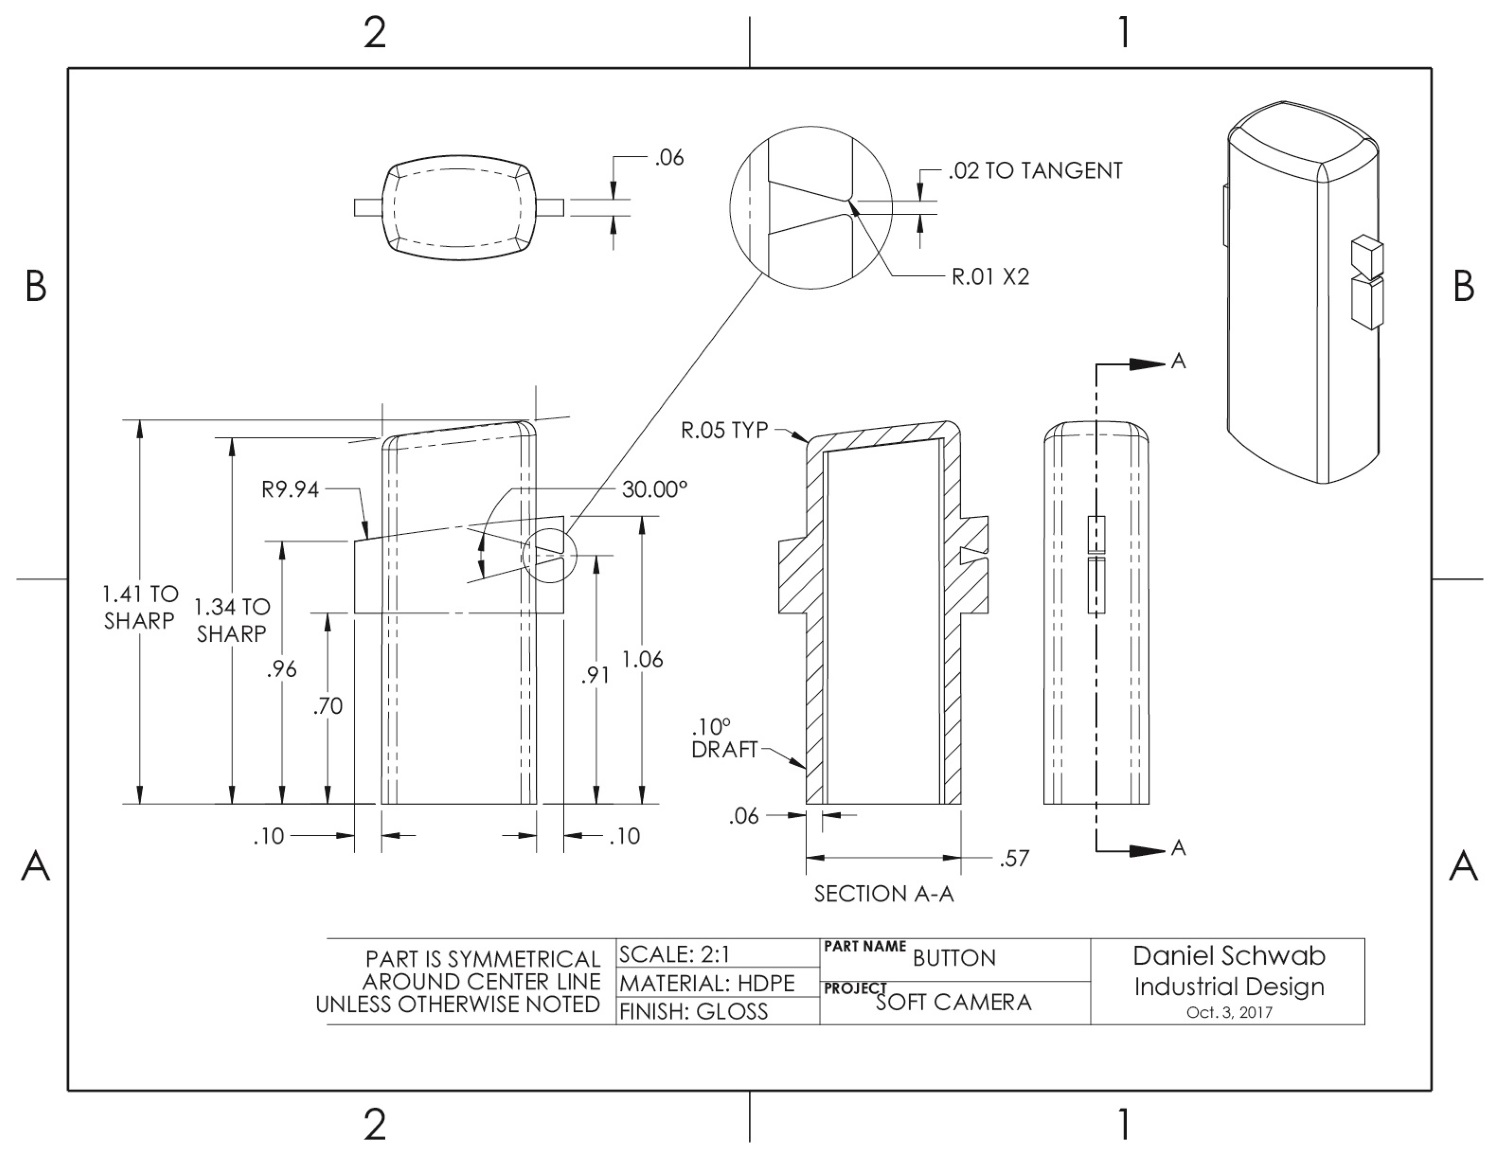 2
1
.06
.02 TO TANGENT
R.01 X2
B
B
A
R.05 TYP
R9.94
30.00°
1.41 TO
SHARP
1.34 TO
SHARP
.96
.70
.91
1.06
.10°
DRAFT
.06
.10
.10
.57
A
A
A
SECTION A-A
PART IS SYMMETRICAL
AROUND CENTER LINE
UNLESS OTHERWISE NOTED
SCALE: 2:1
MATERIAL: HDPE
FINISH: GLOSS
PART NAME
BUTTON
PROJECT
SOFT CAMERA
Daniel Schwab
Industrial Design
Oct. 3, 2017
2
1